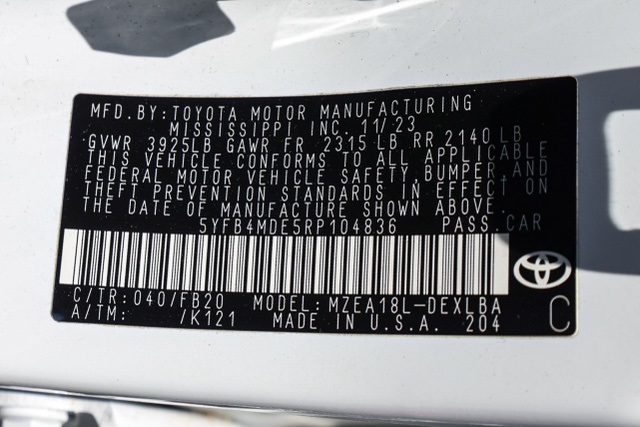 MFD. BY: TOYOTA MOTOR MANUFACTURING
MISSISSIPPI INC. 11/23
GVWR 3925LB GAWR FR 2315 LB RR 2140 LB
THIS VEHICLE CONFORMS TO ALL APPLICABLE
FEDERAL MOTOR VEHICLE SAFETY, BUMPER, AND
THEFT PREVENTION STANDARDS IN EFFECT ON
THE DATE OF MANUFACTURE SHOWN ABOVE.
5YFB4MDE5RP104836 PASS. CAR
C/TR: 040/FB20 MODEL: MZEA18L-DEXLBA
A/TM: /K121 MADE IN U.S.A. 204 C